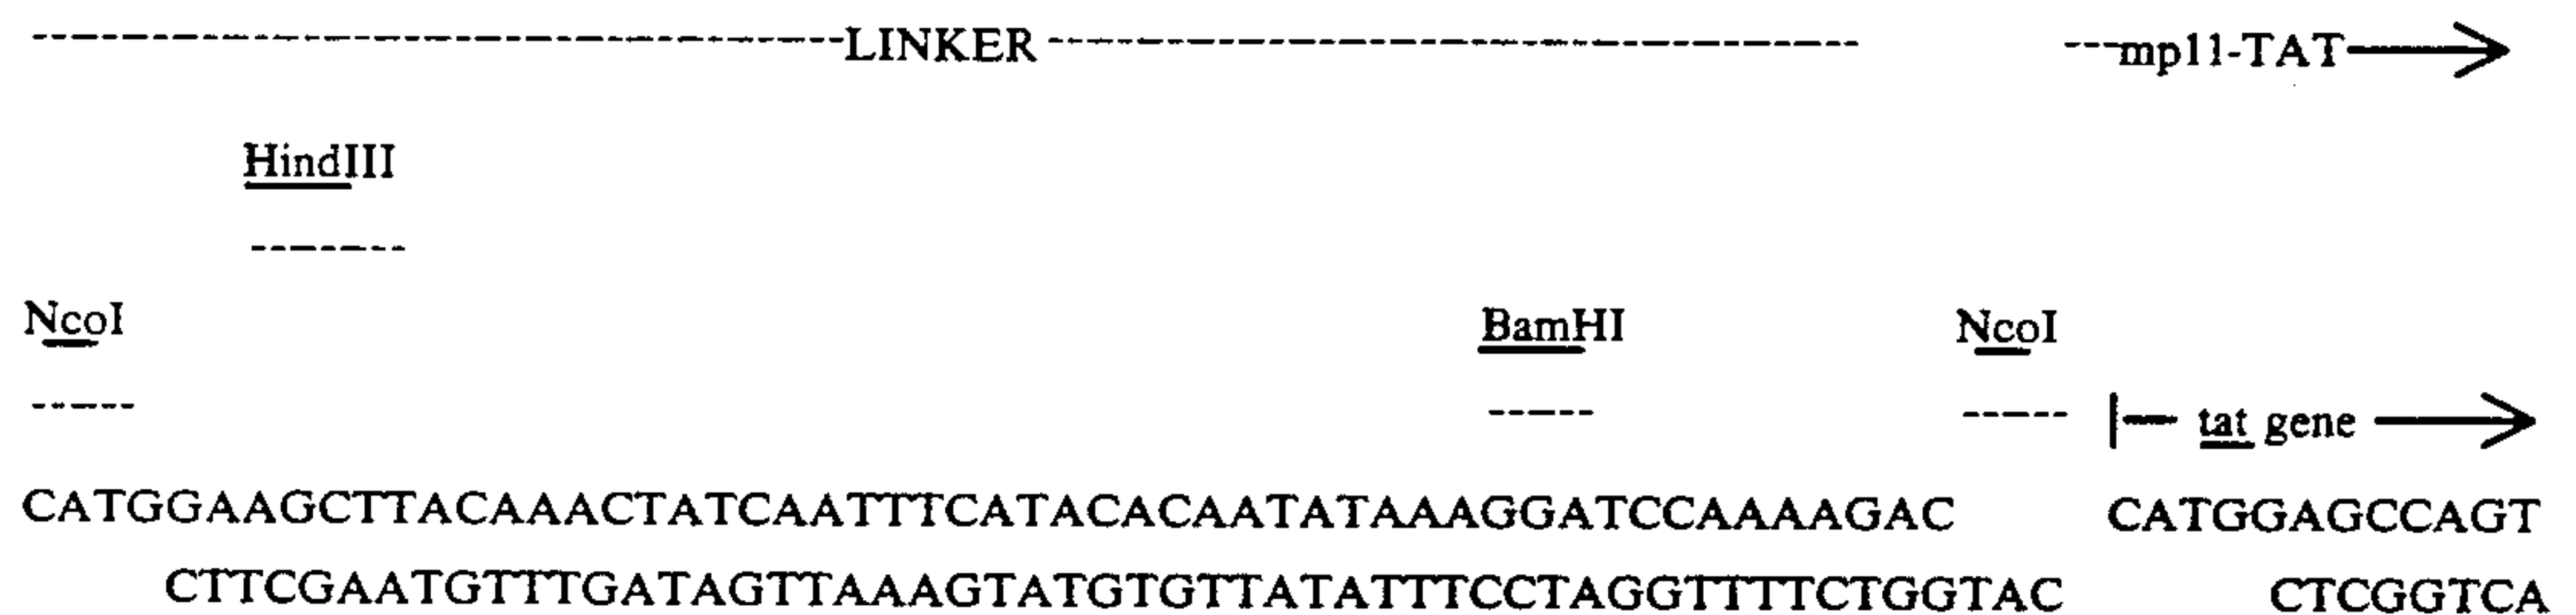 LINKER mp11-TAT
HindIII
NcoI BamHI NcoI
tat gene
CATGGAAGCTTACAAACTATCAATTTCATACACAATATAAAGGATCCAAAAGAC CATGGAGCCAGT
CTTCGAATGTTTGATAGTTAAAGTATGTGTTATATTTCCTAGGTTTTCTGGTAC CTCGGTCA